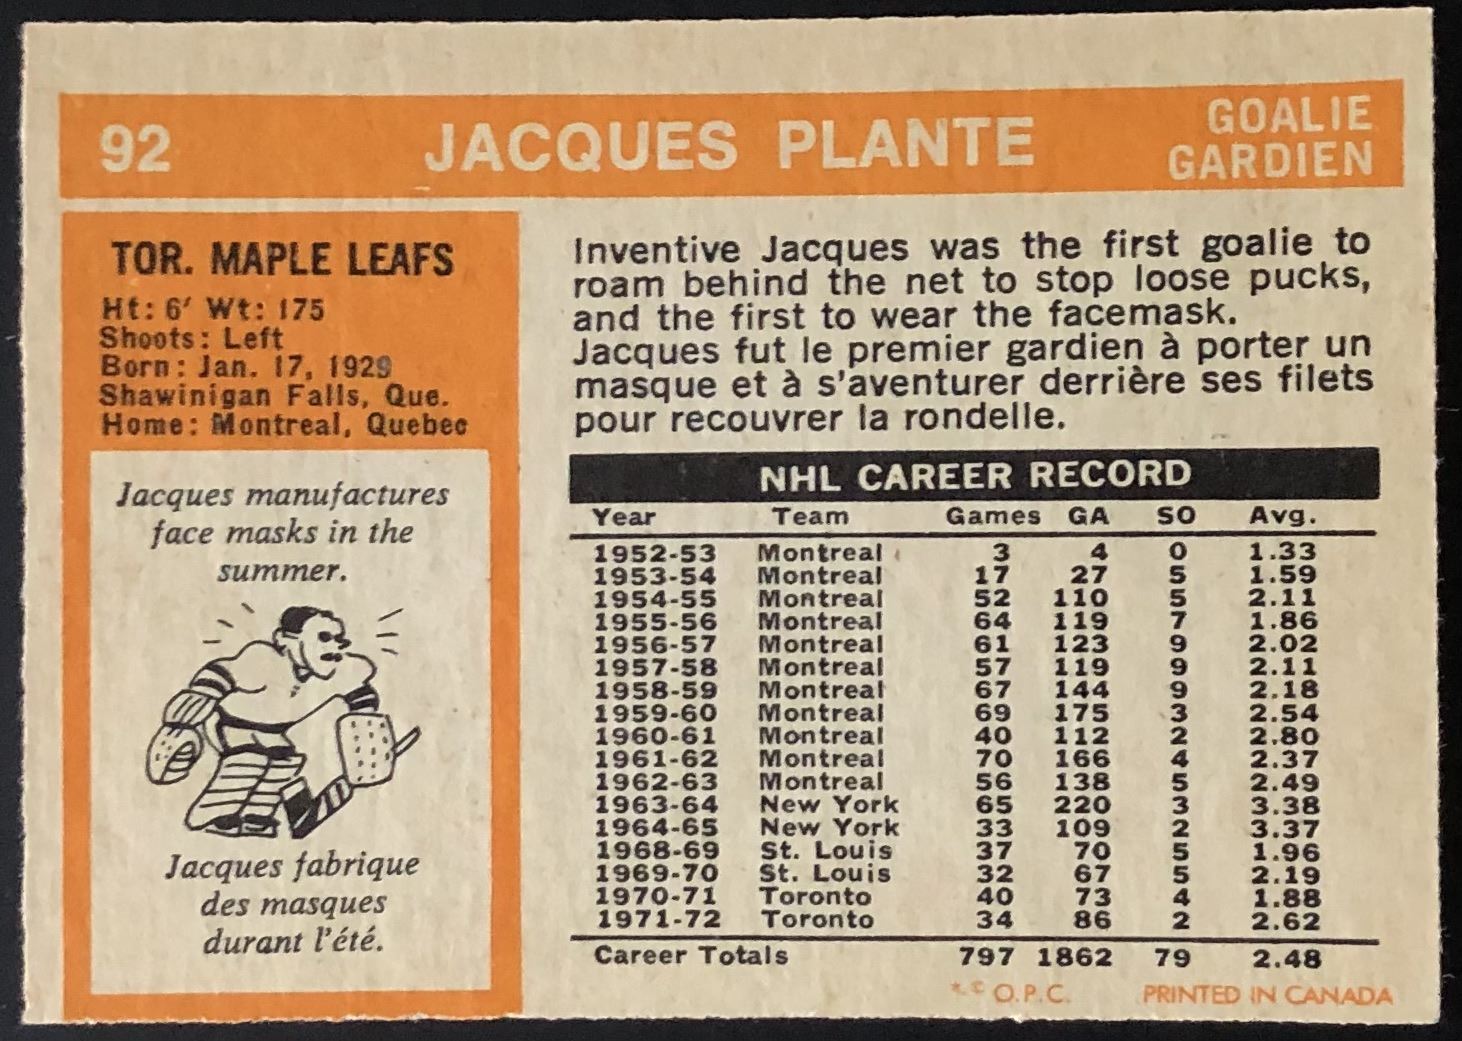 92 JACQUES PLANTE GOALIE
GARDIEN
TOR. MAPLE LEAFS
Ht: 6' Wt: 175
Shoots: Left
Born: Jan. 17, 1929
Shawinigan Falls, Que.
Home: Montreal, Quebec
Jacques manufactures
face masks in the
summer.
Jacques fabrique
des masques
durant l'été.
Inventive Jacques was the first goalie to
roam behind the net to stop loose pucks,
and the first to wear the facemask.
Jacques fut le premier gardien à porter un
masque et à s'aventurer derrière ses filets
pour recouvrer la rondelle.
NHL CAREER RECORD
Year Team Games GA SO Avg.
1952-53 Montreal 3 4 0 1.33
1953-54 Montreal 17 27 5 1.59
1954-55 Montreal 52 110 5 2.11
1955-56 Montreal 64 119 7 1.86
1956-57 Montreal 61 123 9 2.02
1957-58 Montreal 57 119 9 2.11
1958-59 Montreal 67 144 9 2.18
1959-60 Montreal 69 175 3 2.54
1960-61 Montreal 40 112 2 2.80
1961-62 Montreal 70 166 4 2.37
1962-63 Montreal 56 138 5 2.49
1963-64 New York 65 220 3 3.38
1964-65 New York 33 109 2 3.37
1968-69 St. Louis 37 70 5 1.96
1969-70 St. Louis 32 67 5 2.19
1970-71 Toronto 40 73 4 1.88
1971-72 Toronto 34 86 2 2.62
Career Totals 797 1862 79 2.48
*© O.P.C. PRINTED IN CANADA